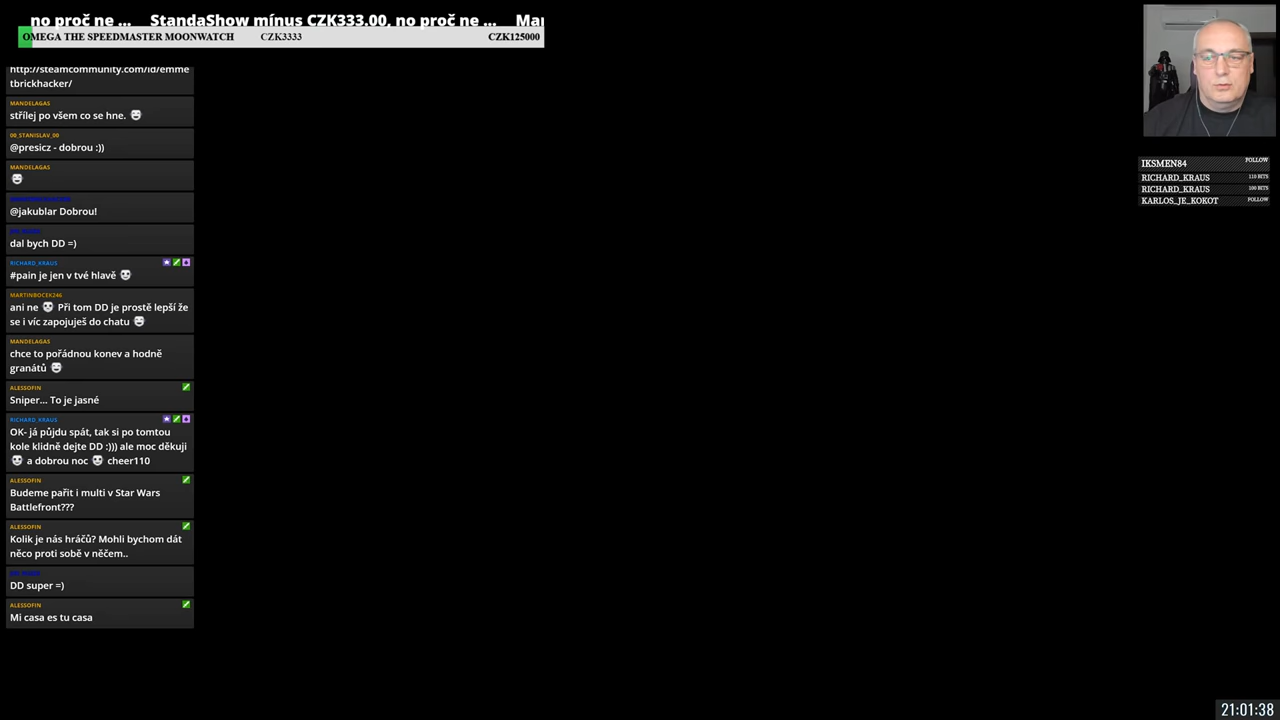 no proč ne ... StandaShow mínus CZK333.00, no proč ne ... Mar
OMEGA THE SPEEDMASTER MOONWATCH CZK3333 CZK125000
http://steamcommunity.com/id/emme
tbrickhacker/
MANDELAGAS
střílej po všem co se hne.
00_STANISLAV_00
@presicz - dobrou :))
MANDELAGAS
@jakublar Dobrou!
dal bych DD =)
RICHARD_KRAUS
#pain je jen v tvé hlavě
MARTINBOCEK246
ani ne Při tom DD je prostě lepší že
se i víc zapojuješ do chatu
MANDELAGAS
chce to pořádnou konev a hodně
granátů
ALESSOFIN
Sniper... To je jasné
RICHARD_KRAUS
OK- já půjdu spát, tak si po tomtou
kole klidně dejte DD :))) ale moc děkuji
a dobrou noc cheer110
ALESSOFIN
Budeme pařit i multi v Star Wars
Battlefront???
ALESSOFIN
Kolik je nás hráčů? Mohli bychom dát
něco proti sobě v něčem..
DD super =)
ALESSOFIN
Mi casa es tu casa
IKSMEN84 FOLLOW
RICHARD_KRAUS 110 BITS
RICHARD_KRAUS 100 BITS
KARLOS_JE_KOKOT FOLLOW
21:01:38